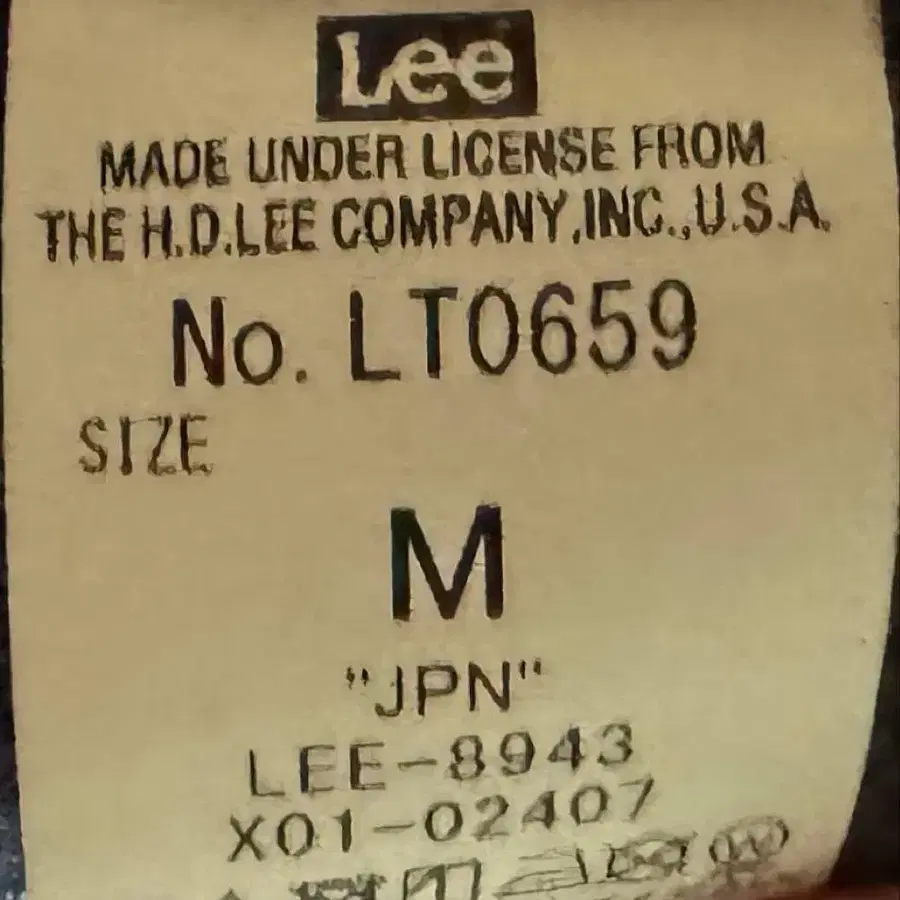 Lee
MADE UNDER LICENSE FROM
THE H.D.LEE COMPANY,INC.,U.S.A.
No. LT0659
SIZE
M
"JPN"
LEE-8943
X01-02407